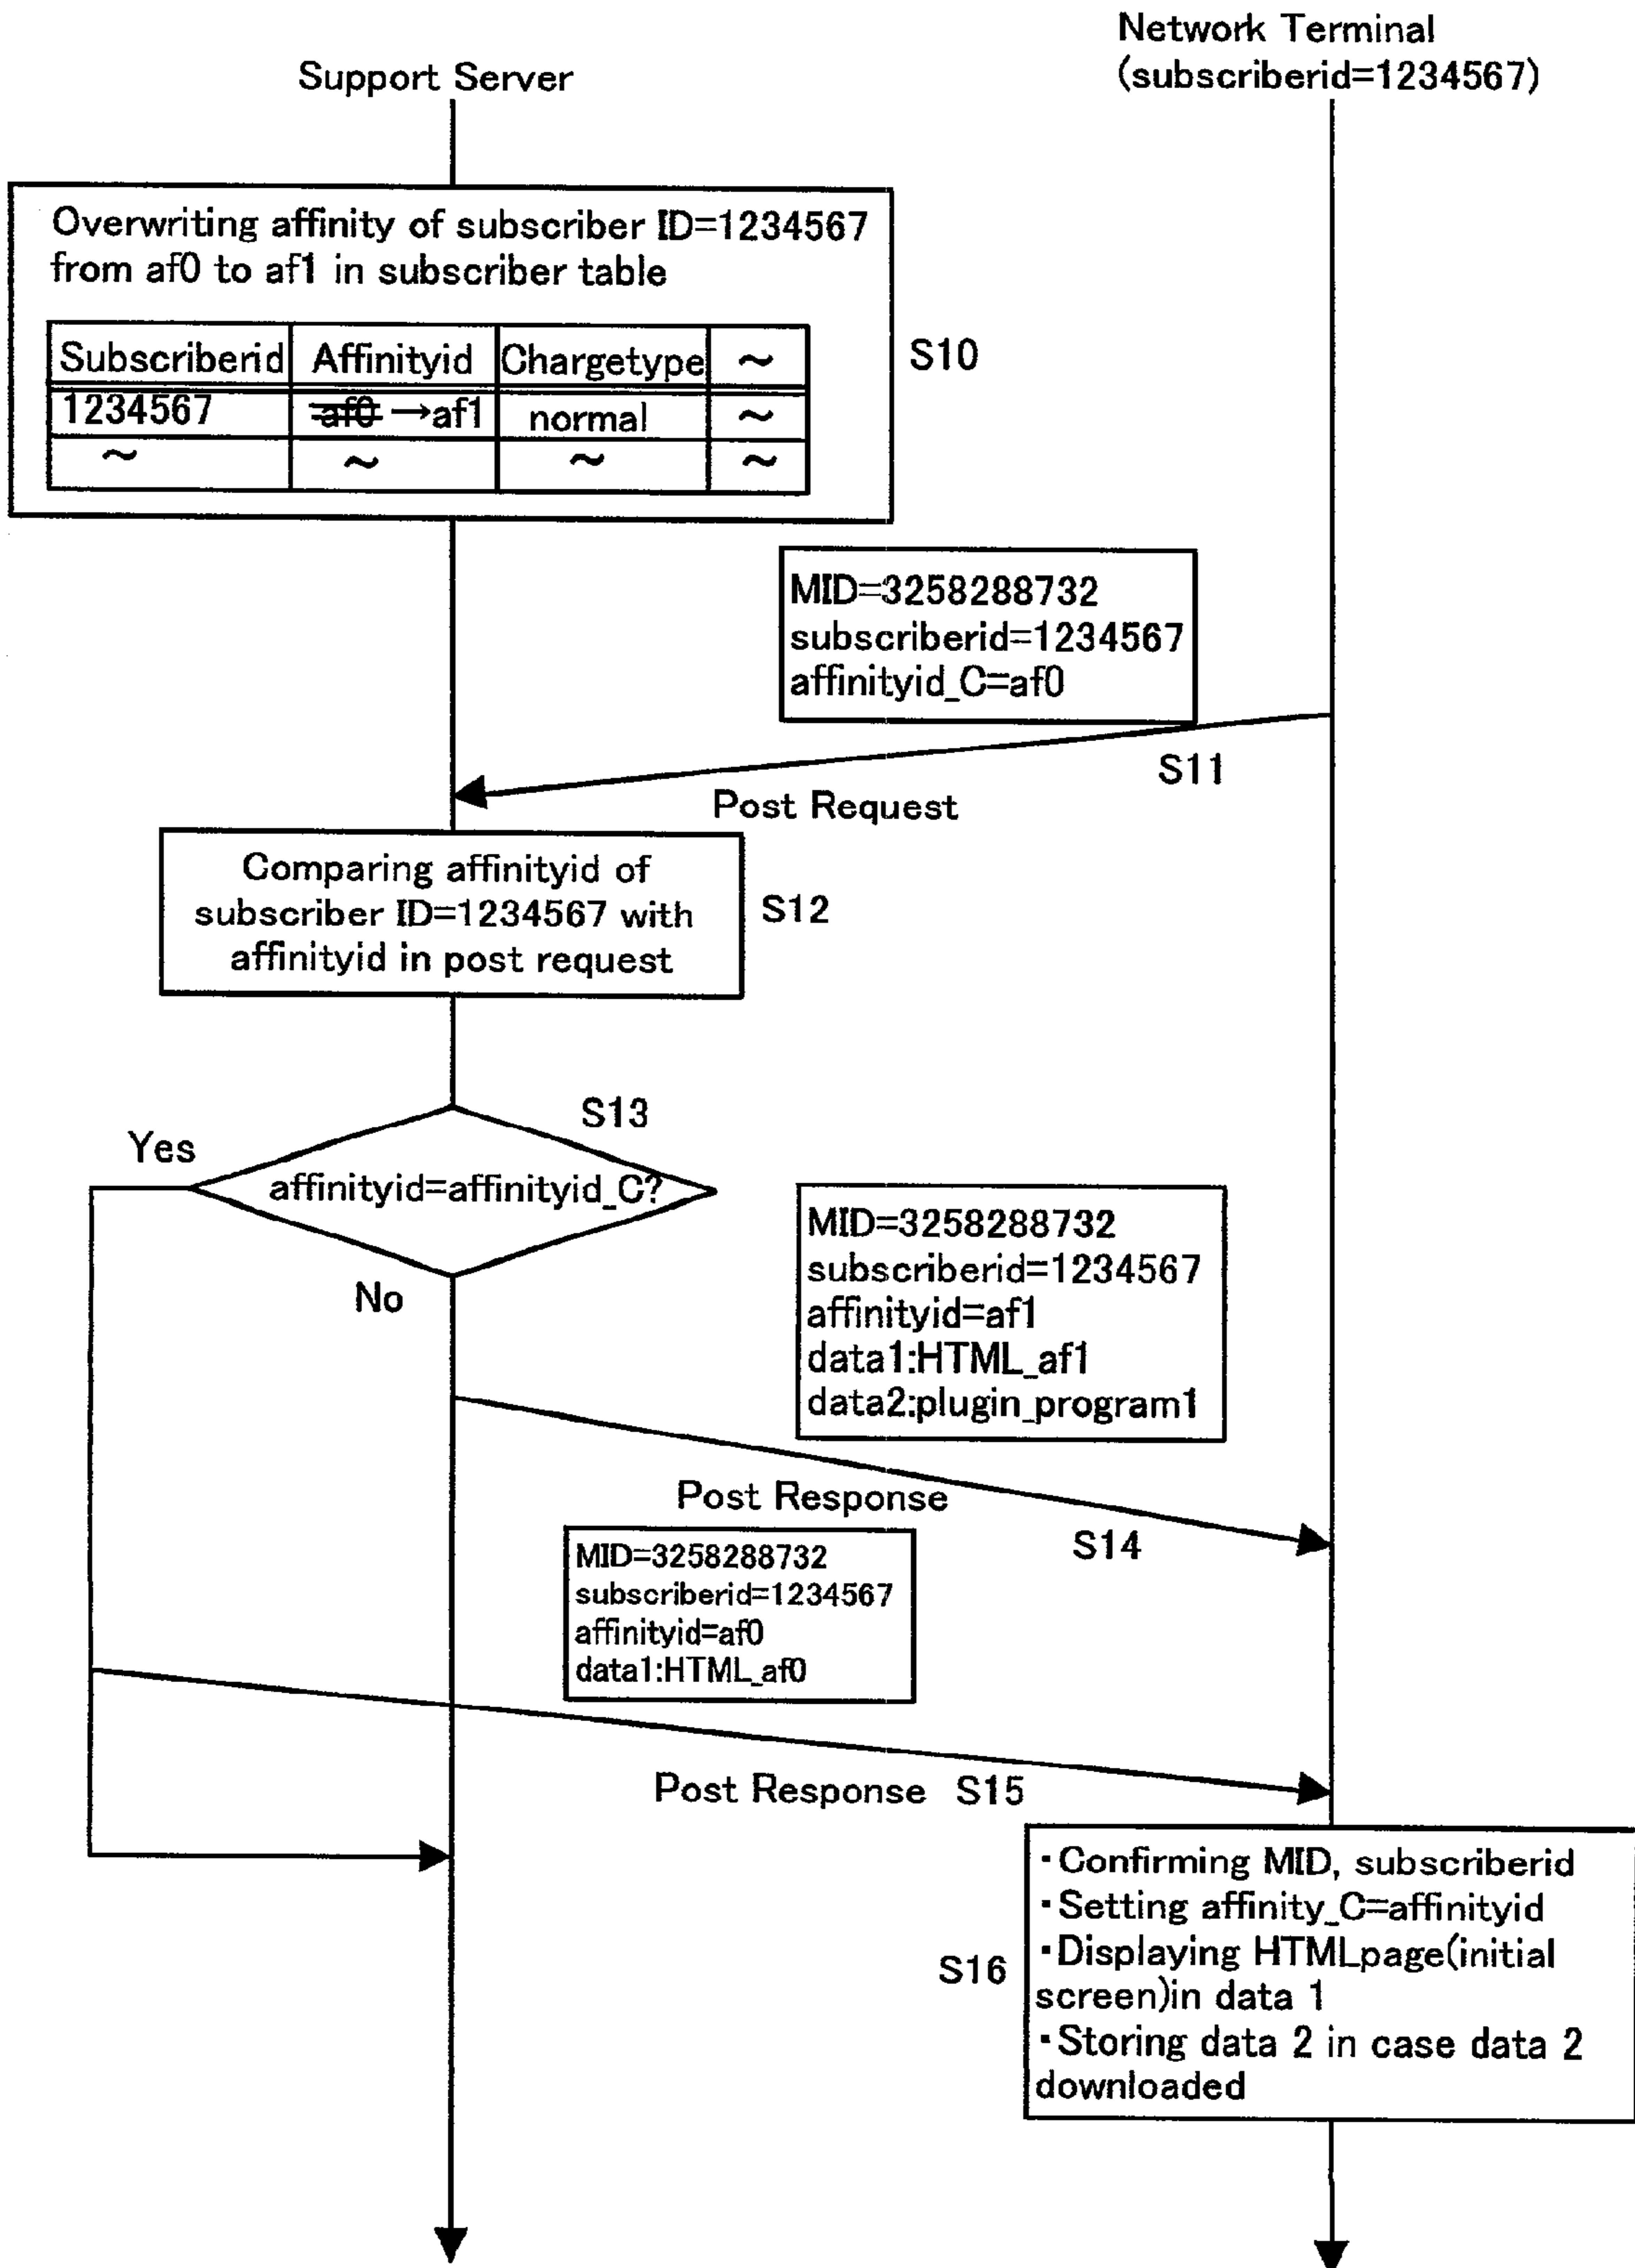 Network Terminal
(subscriberid=1234567)
Support Server
Overwriting affinity of subscriber ID=1234567
from af0 to af1 in subscriber table
Subscriberid Affinityid Chargetype ~
1234567 af0 →af1 normal ~
~ ~ ~ ~
S10
MID=3258288732
subscriberid=1234567
affinityid_C=af0
S11
Post Request
Comparing affinityid of
subscriber ID=1234567 with
affinityid in post request
S12
S13
Yes
affinityid=affinityid_C?
No
MID=3258288732
subscriberid=1234567
affinityid=af1
data1:HTML_af1
data2:plugin_program1
Post Response
S14
MID=3258288732
subscriberid=1234567
affinityid=af0
data1:HTML_af0
Post Response S15
S16
・Confirming MID, subscriberid
・Setting affinity_C=affinityid
・Displaying HTMLpage(initial
screen)in data 1
・Storing data 2 in case data 2
downloaded